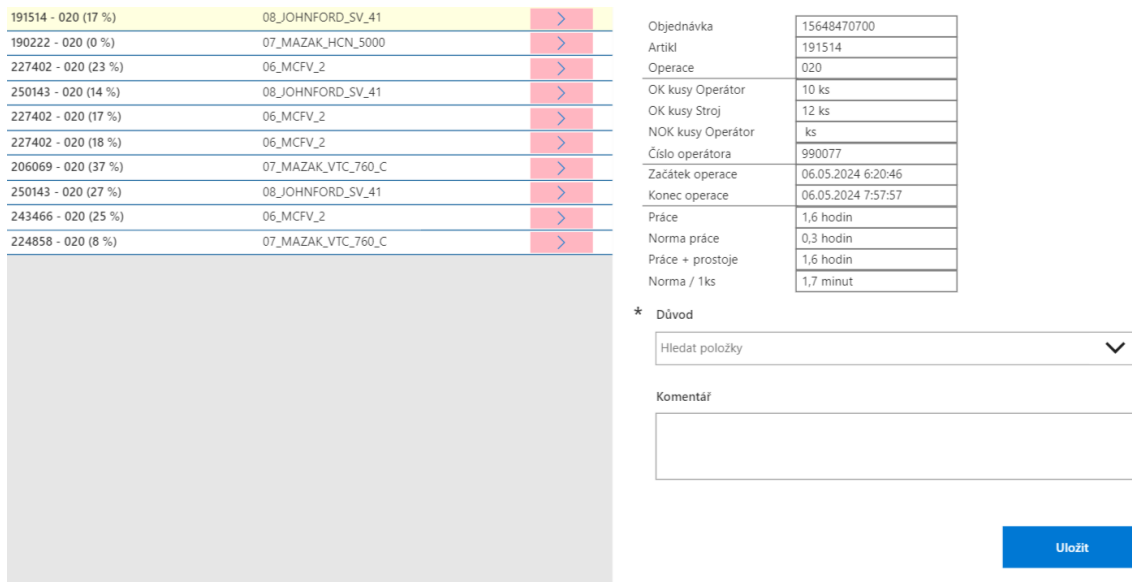 191514 - 020 (17 %) 08_JOHNFORD_SV_41
190222 - 020 (0 %) 07_MAZAK_HCN_5000
227402 - 020 (23 %) 06_MCFV_2
250143 - 020 (14 %) 08_JOHNFORD_SV_41
227402 - 020 (17 %) 06_MCFV_2
227402 - 020 (18 %) 06_MCFV_2
206069 - 020 (37 %) 07_MAZAK_VTC_760_C
250143 - 020 (27 %) 08_JOHNFORD_SV_41
243466 - 020 (25 %) 06_MCFV_2
224858 - 020 (8 %) 07_MAZAK_VTC_760_C
Objednávka 15648470700
Artikl 191514
Operace 020
OK kusy Operátor 10 ks
OK kusy Stroj 12 ks
NOK kusy Operátor ks
Číslo operátora 990077
Začátek operace 06.05.2024 6:20:46
Konec operace 06.05.2024 7:57:57
Práce 1,6 hodin
Norma práce 0,3 hodin
Práce + prostoje 1,6 hodin
Norma / 1ks 1,7 minut
* Důvod
Hledat položky
Komentář
Uložit